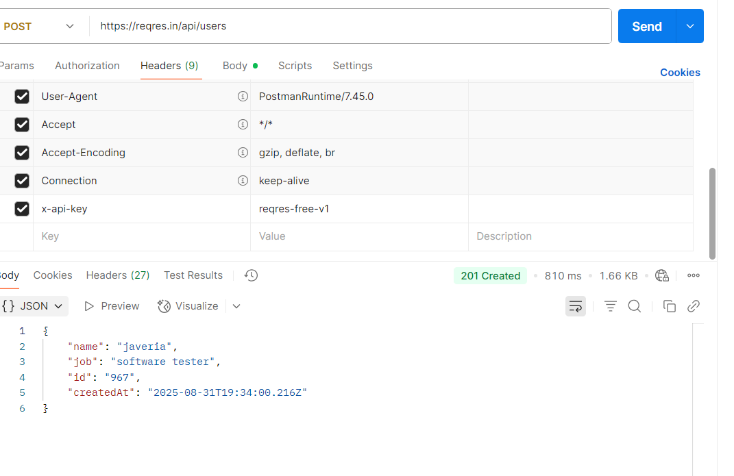 POST https://reqres.in/api/users Send
Params Authorization Headers (9) Body Scripts Settings
Cookies
User-Agent PostmanRuntime/7.45.0
Accept */*
Accept-Encoding gzip, deflate, br
Connection keep-alive
x-api-key reqres-free-v1
Key Value Description
ody Cookies Headers (27) Test Results 201 Created 810 ms 1.66 KB
{} JSON Preview Visualize
1 {
2 "name": "javeria",
3 "job": "software tester",
4 "id": "967",
5 "createdAt": "2025-08-31T19:34:00.216Z"
6 }